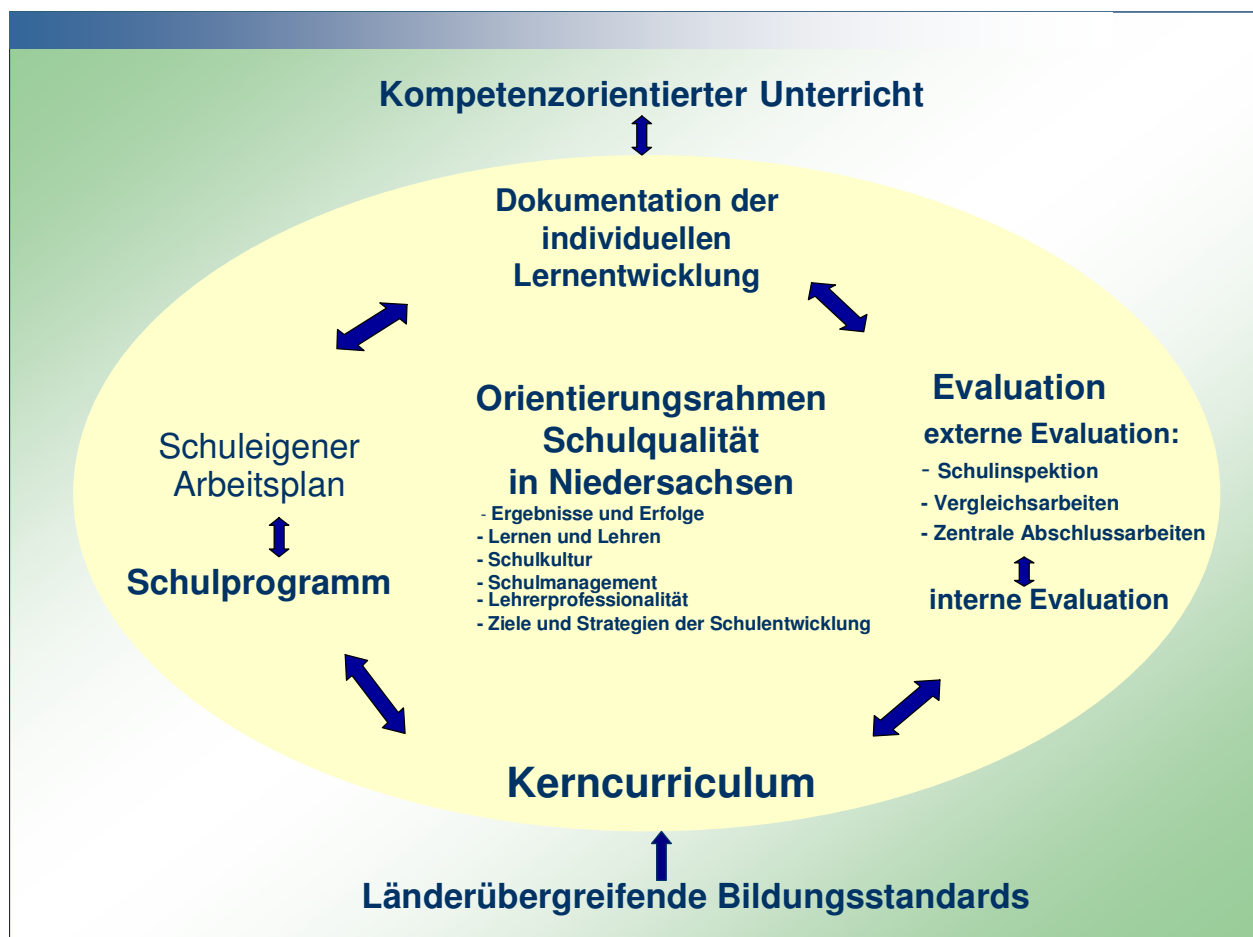 Kompetenzorientierter Unterricht
Dokumentation der
individuellen
Lernentwicklung
Schuleigener
Arbeitsplan
Schulprogramm
Orientierungsrahmen
Schulqualität
in Niedersachsen
- Ergebnisse und Erfolge
- Lernen und Lehren
- Schulkultur
- Schulmanagement
- Lehrerprofessionalität
- Ziele und Strategien der Schulentwicklung
Evaluation
externe Evaluation:
- Schulinspektion
- Vergleichsarbeiten
- Zentrale Abschlussarbeiten
interne Evaluation
Kerncurriculum
Länderübergreifende Bildungsstandards